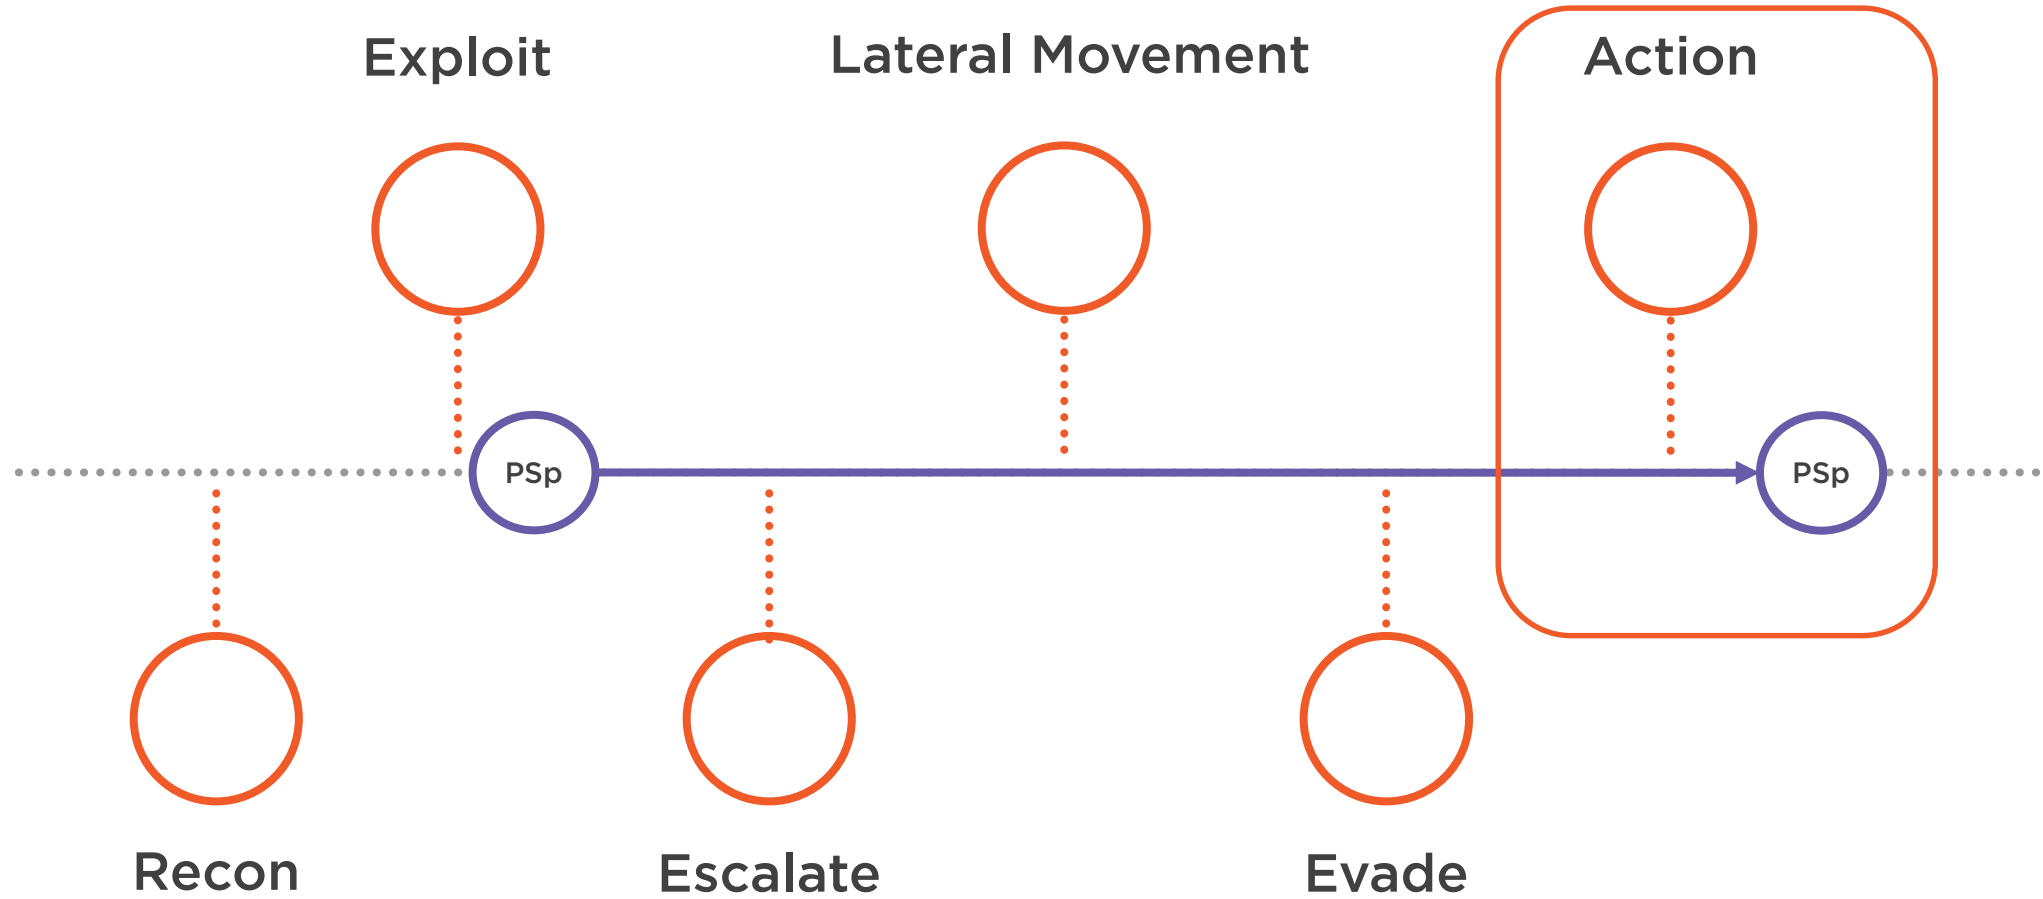 Exploit
Lateral Movement
Action
PSp
PSp
Recon
Escalate
Evade